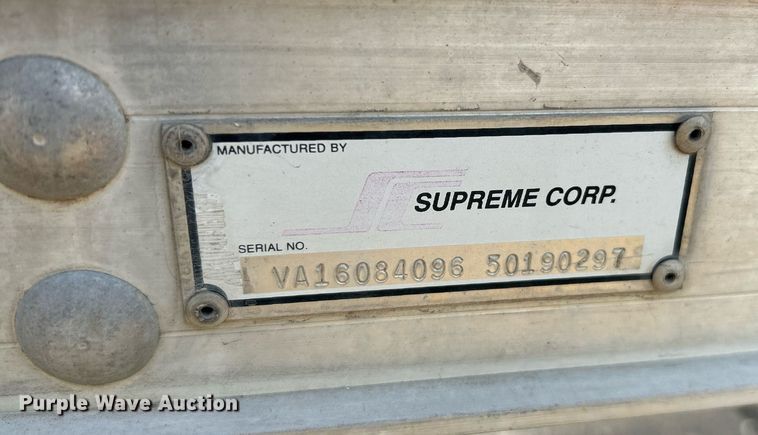 MANUFACTURED BY
SUPREME CORP.
SERIAL NO.
VA16084096 50190297
Purple Wave Auction